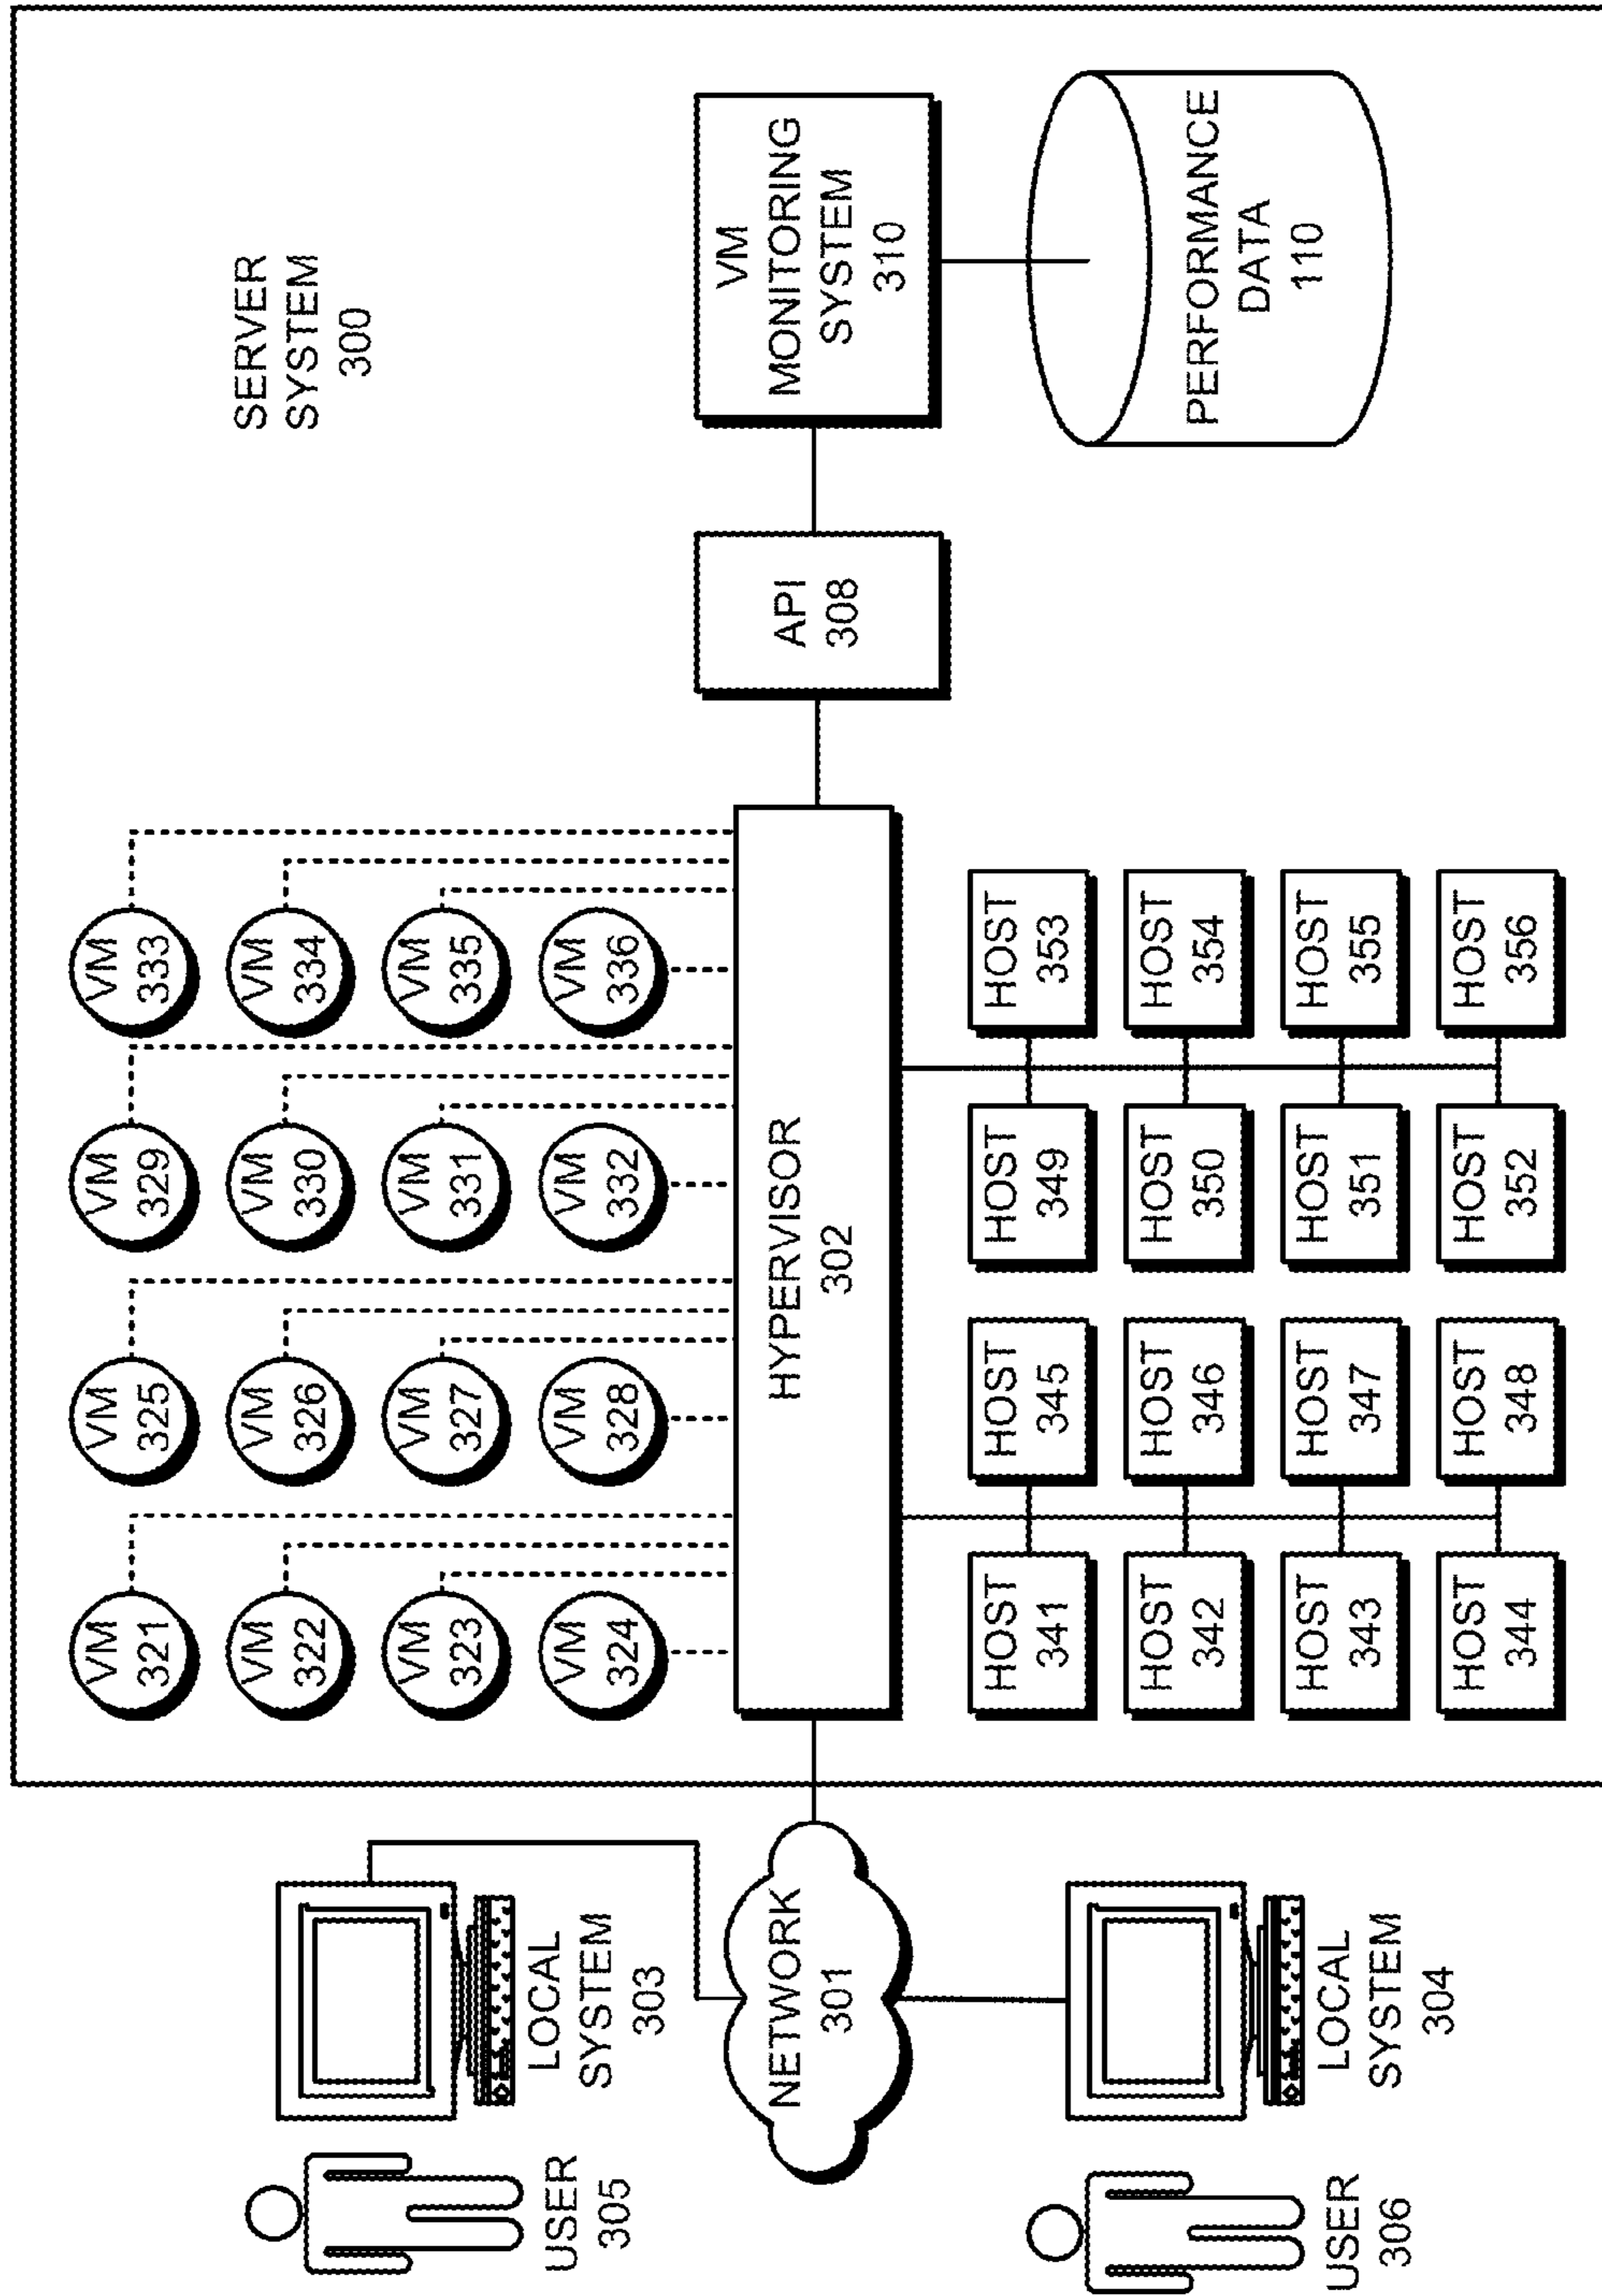 SERVER
SYSTEM
300
USER
305
LOCAL
SYSTEM
303
USER
306
LOCAL
SYSTEM
304
NETWORK
301
VM
321
VM
325
VM
329
VM
333
VM
322
VM
326
VM
330
VM
334
VM
323
VM
327
VM
331
VM
335
VM
324
VM
328
VM
332
VM
336
HYPERVISOR
302
API
308
VM
MONITORING
SYSTEM
310
PERFORMANCE
DATA
110
HOST
341
HOST
345
HOST
349
HOST
353
HOST
342
HOST
346
HOST
350
HOST
354
HOST
343
HOST
347
HOST
351
HOST
355
HOST
344
HOST
348
HOST
352
HOST
356